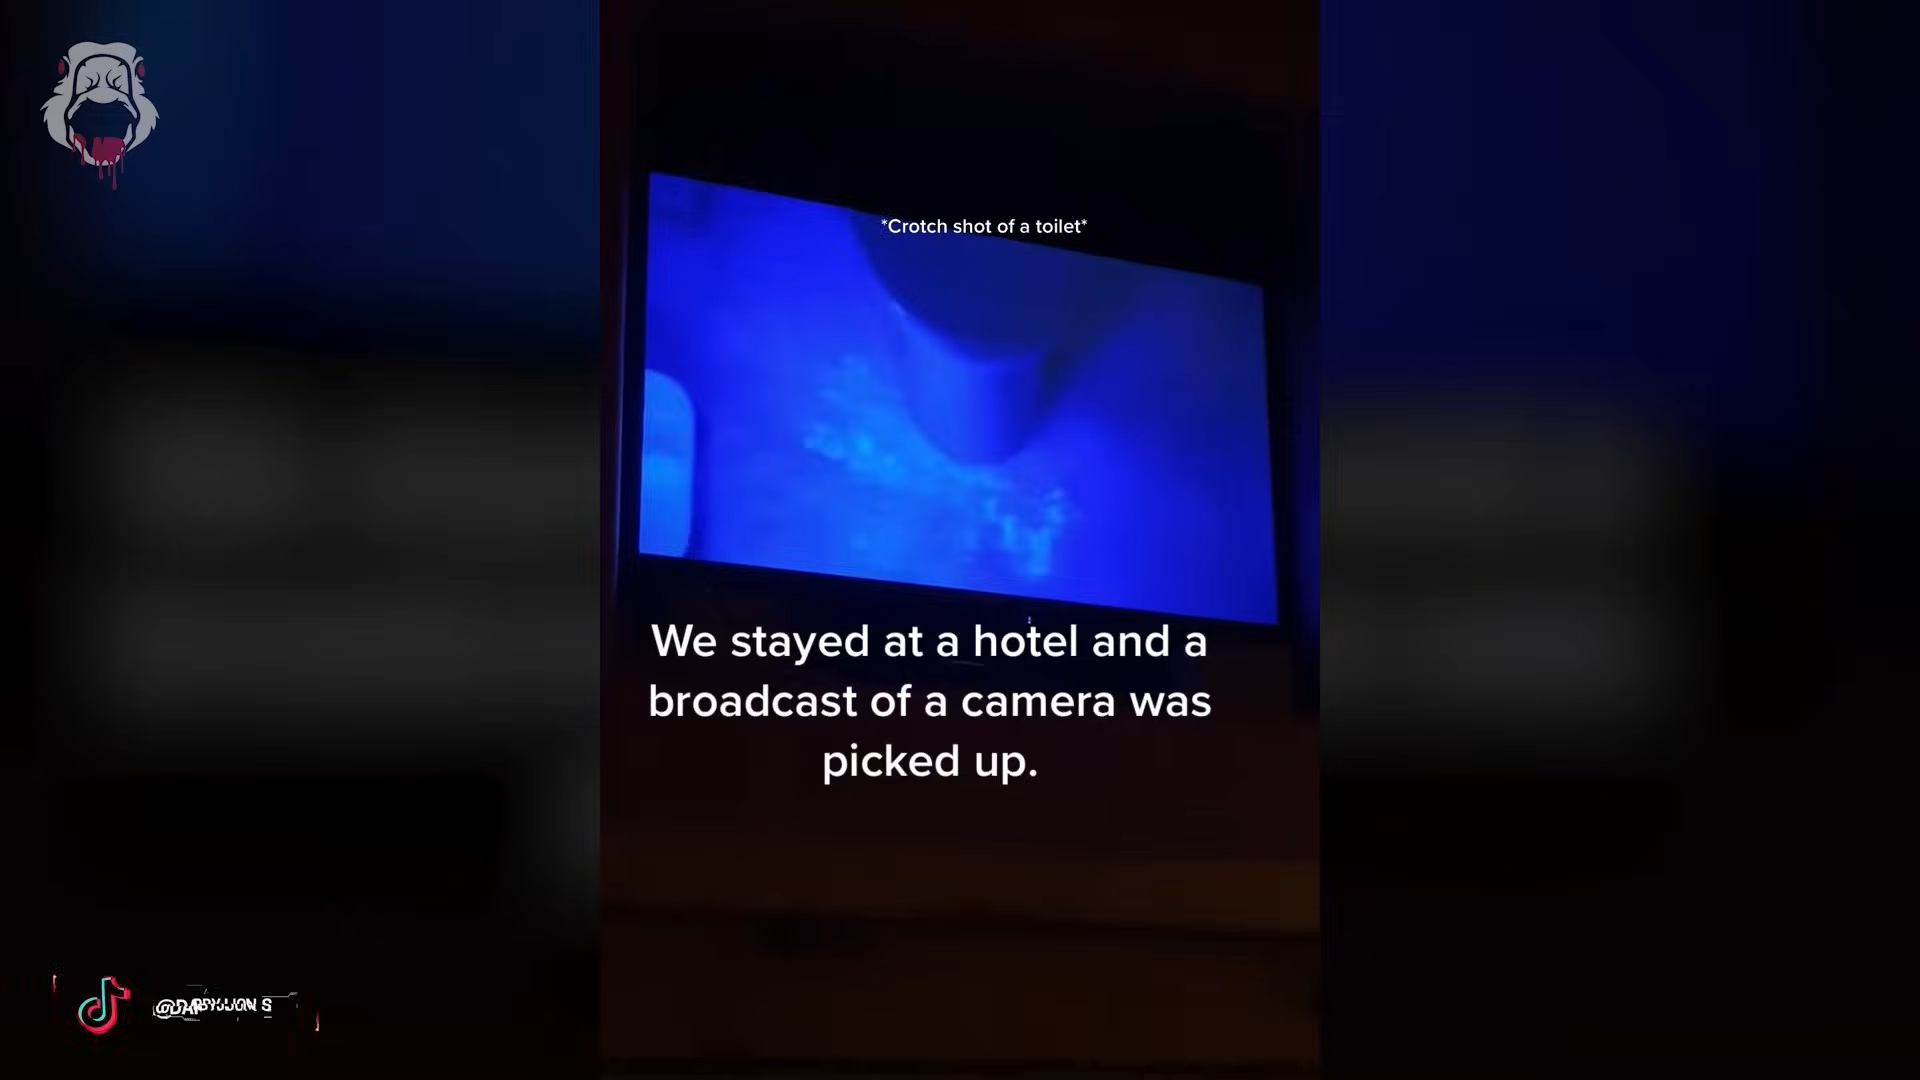 *Crotch shot of a toilet*
We stayed at a hotel and a
broadcast of a camera was
picked up.